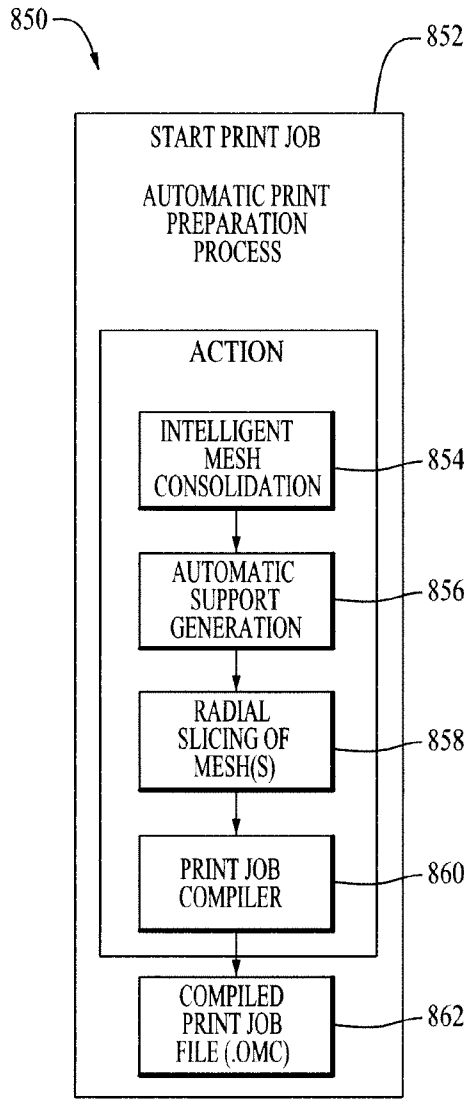 850
852
START PRINT JOB
AUTOMATIC PRINT
PREPARATION
PROCESS
ACTION
INTELLIGENT
MESH
CONSOLIDATION
854
AUTOMATIC
SUPPORT
GENERATION
856
RADIAL
SLICING OF
MESH(S)
858
PRINT JOB
COMPILER
860
COMPILED
PRINT JOB
FILE (.OMC)
862